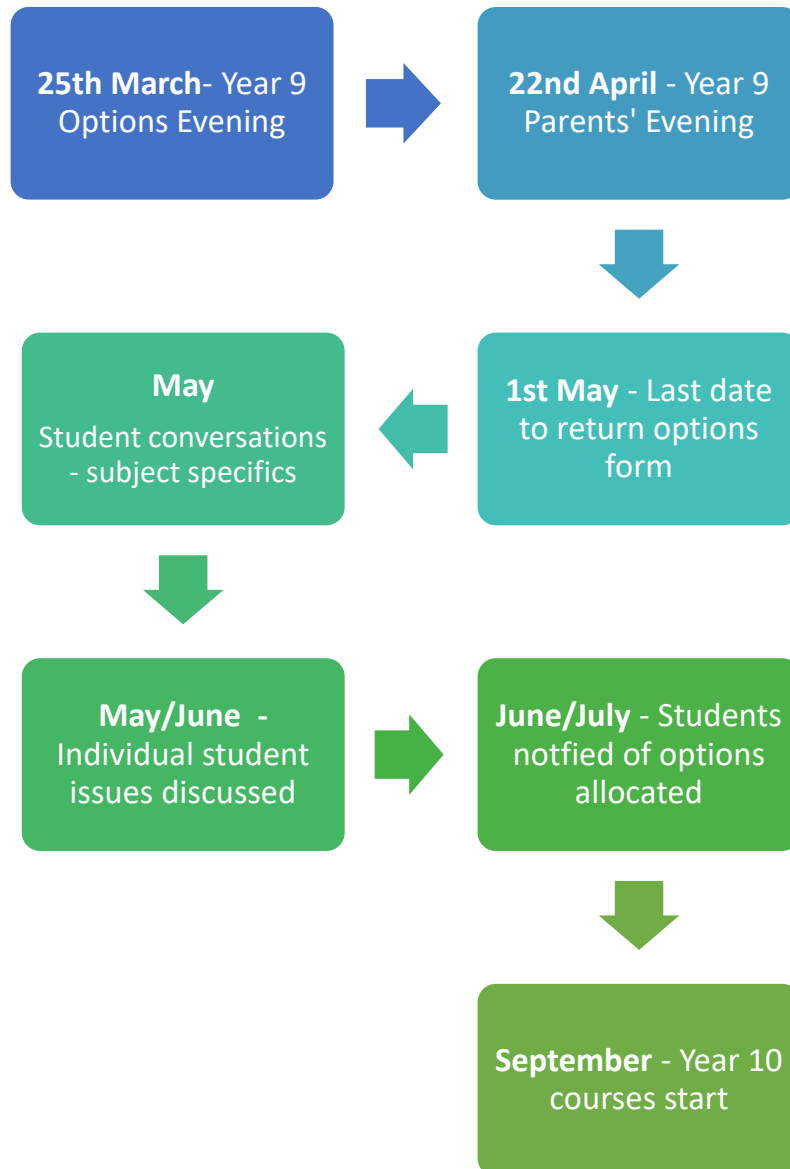 25th March- Year 9
Options Evening
22nd April - Year 9
Parents' Evening
1st May - Last date
to return options
form
May
Student conversations
- subject specifics
May/June -
Individual student
issues discussed
June/July - Students
notfied of options
allocated
September - Year 10
courses start